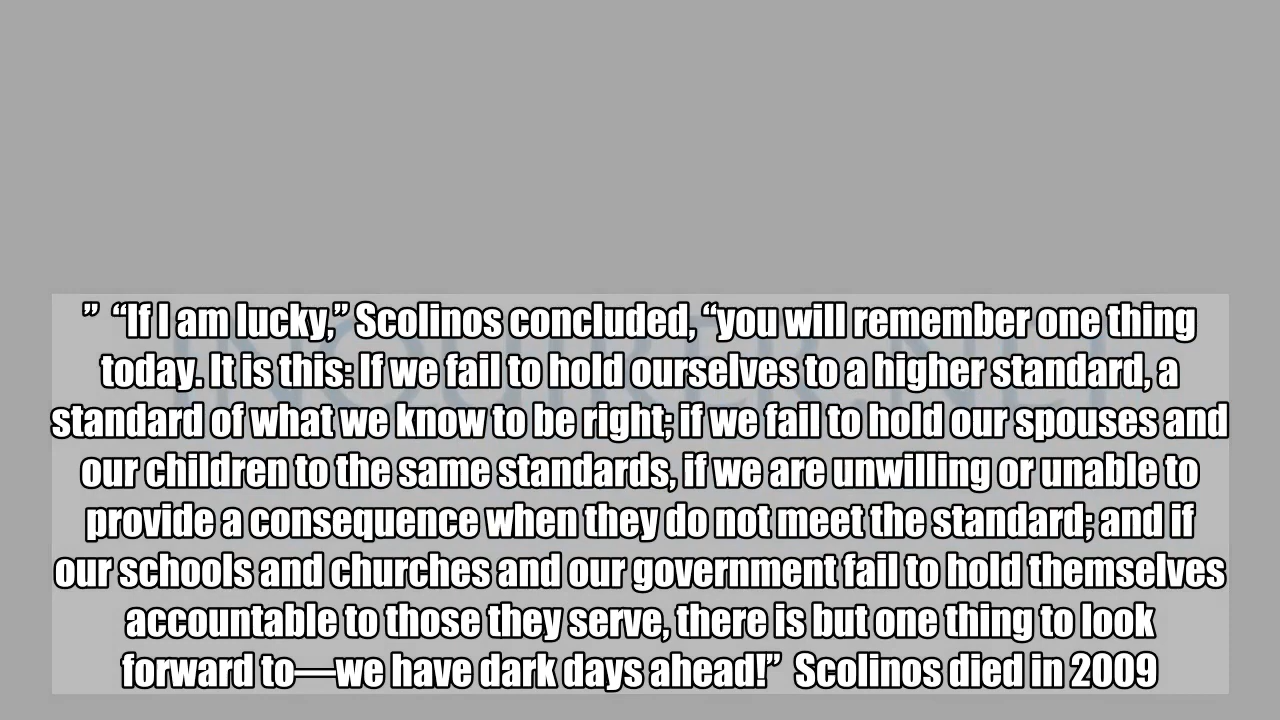 ”  “If I am lucky,” Scolinos concluded, “you will remember one thing
today. It is this: If we fail to hold ourselves to a higher standard, a
standard of what we know to be right; if we fail to hold our spouses and
our children to the same standards, if we are unwilling or unable to
provide a consequence when they do not meet the standard; and if
our schools and churches and our government fail to hold themselves
accountable to those they serve, there is but one thing to look
forward to—we have dark days ahead!”  Scolinos died in 2009
INQUIRER.NET